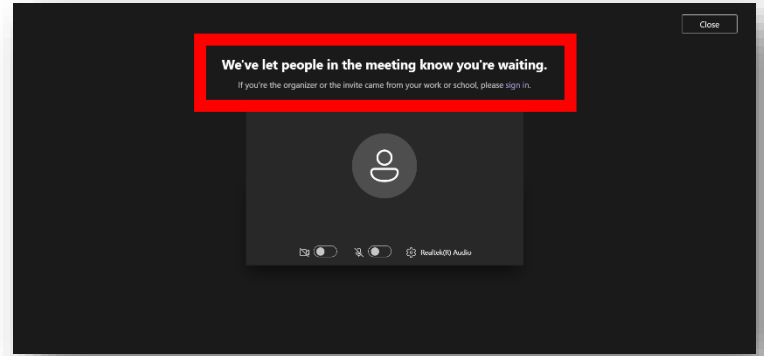 Close
We've let people in the meeting know you're waiting.
If you're the organizer or the invite came from your work or school, please sign in.
Realtek(R) Audio